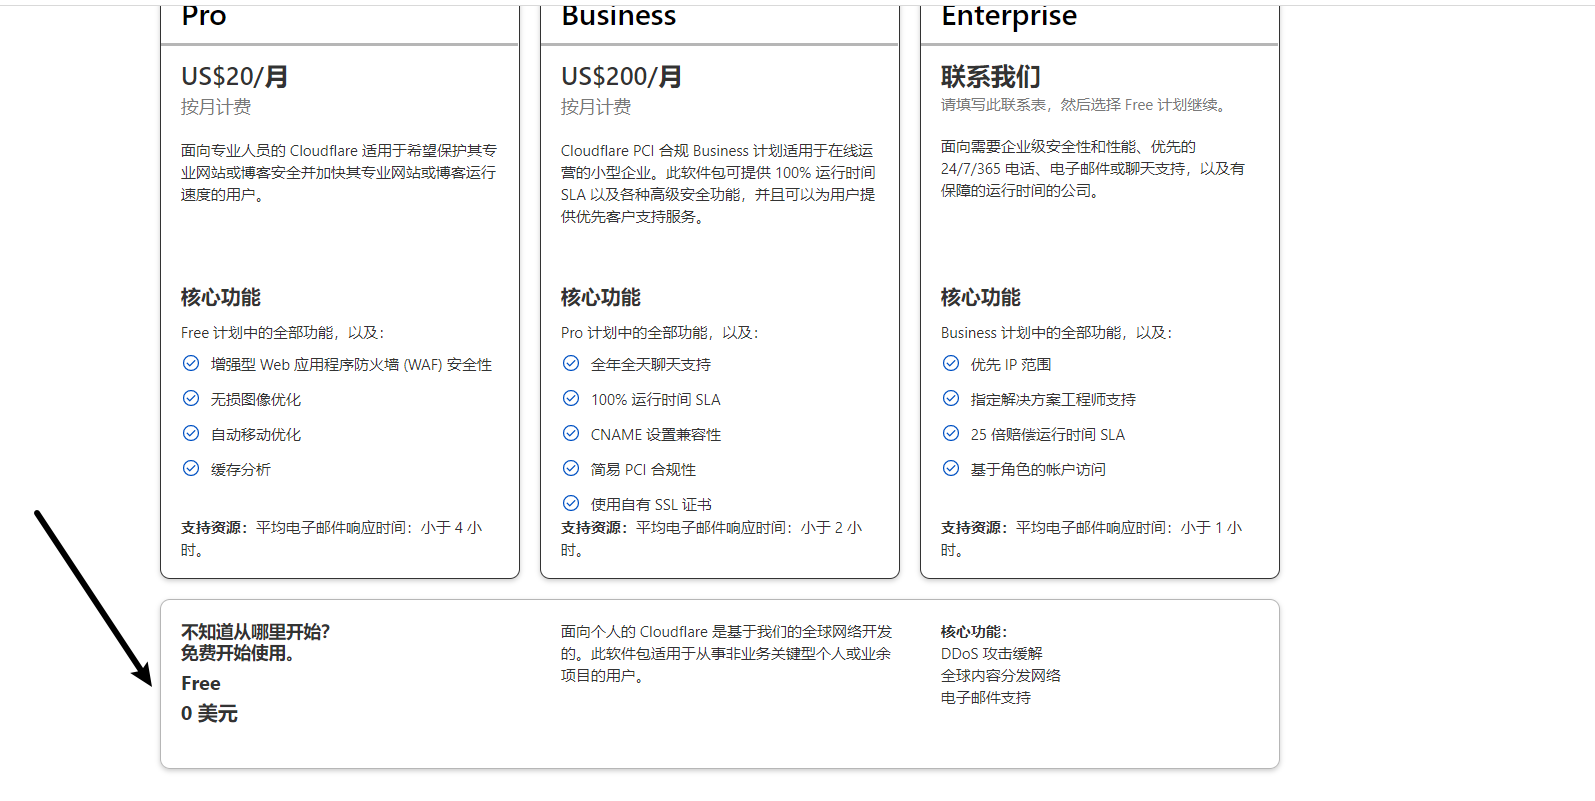 Pro
US$20/月
按月计费
面向专业人员的 Cloudflare 适用于希望保护其专
业网站或博客安全并加快其专业网站或博客运行
速度的用户。
核心功能
Free 计划中的全部功能，以及：
增强型 Web 应用程序防火墙 (WAF) 安全性
无损图像优化
自动移动优化
缓存分析
支持资源：平均电子邮件响应时间：小于 4 小
时。
Business
US$200/月
按月计费
Cloudflare PCI 合规 Business 计划适用于在线运
营的小型企业。此软件包可提供 100% 运行时间
SLA 以及各种高级安全功能，并且可以为用户提
供优先客户支持服务。
核心功能
Pro 计划中的全部功能，以及：
全年全天聊天支持
100% 运行时间 SLA
CNAME 设置兼容性
简易 PCI 合规性
使用自有 SSL 证书
支持资源：平均电子邮件响应时间：小于 2 小
时。
Enterprise
联系我们
请填写此联系表，然后选择 Free 计划继续。
面向需要企业级安全性和性能、优先的
24/7/365 电话、电子邮件或聊天支持，以及有
保障的运行时间的公司。
核心功能
Business 计划中的全部功能，以及：
优先 IP 范围
指定解决方案工程师支持
25 倍赔偿运行时间 SLA
基于角色的帐户访问
支持资源：平均电子邮件响应时间：小于 1 小
时。
不知道从哪里开始？
免费开始使用。
Free
0 美元
面向个人的 Cloudflare 是基于我们的全球网络开发
的。此软件包适用于从事非业务关键型个人或业余
项目的用户。
核心功能：
DDoS 攻击缓解
全球内容分发网络
电子邮件支持